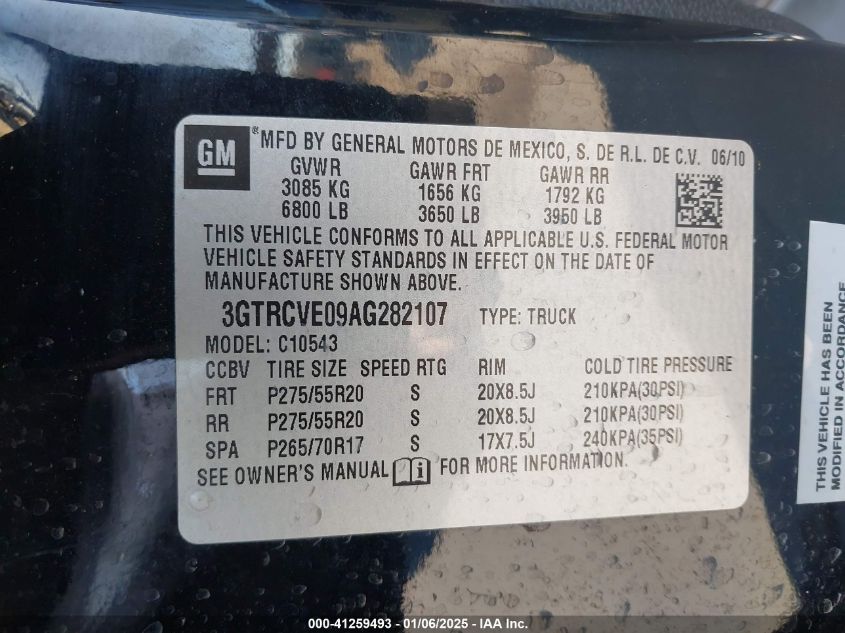 GM ® MFD BY GENERAL MOTORS DE MEXICO, S. DE R.L. DE C.V. 06/10
GVWR GAWR FRT GAWR RR
3085 KG 1656 KG 1792 KG
6800 LB 3650 LB 3950 LB
THIS VEHICLE CONFORMS TO ALL APPLICABLE U.S. FEDERAL MOTOR
VEHICLE SAFETY STANDARDS IN EFFECT ON THE DATE OF
MANUFACTURE SHOWN ABOVE.
3GTRCVE09AG282107 TYPE: TRUCK
MODEL: C10543
CCBV TIRE SIZE SPEED RTG RIM COLD TIRE PRESSURE
FRT P275/55R20 S 20X8.5J 210KPA(30PSI)
RR P275/55R20 S 20X8.5J 210KPA(30PSI)
SPA P265/70R17 S 17X7.5J 240KPA(35PSI)
SEE OWNER'S MANUAL i FOR MORE INFORMATION.
THIS VEHICLE HAS BEEN
MODIFIED IN ACCORDANCE
000-41259493 - 01/06/2025 - IAA Inc.